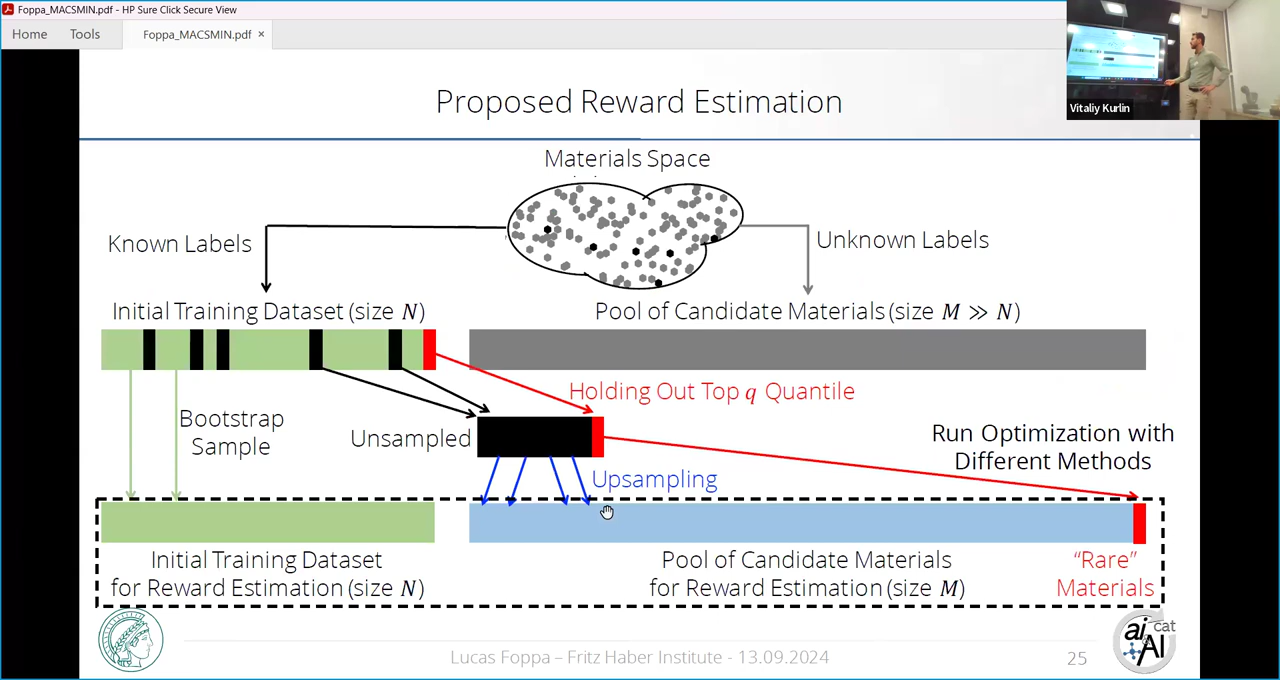 Foppa_MACSMIN.pdf - HP Sure Click Secure View
Home
Tools
Foppa_MACSMIN.pdf ×
Vitaliy Kurlin
Proposed Reward Estimation
Materials Space
Known Labels
Unknown Labels
Initial Training Dataset (size N)
Pool of Candidate Materials (size M ≫ N)
Holding Out Top q Quantile
Bootstrap
Sample
Unsampled
Run Optimization with
Different Methods
Upsampling
Initial Training Dataset
for Reward Estimation (size N)
Pool of Candidate Materials
for Reward Estimation (size M)
“Rare”
Materials
Lucas Foppa – Fritz Haber Institute - 13.09.2024
25
ai cat
AI